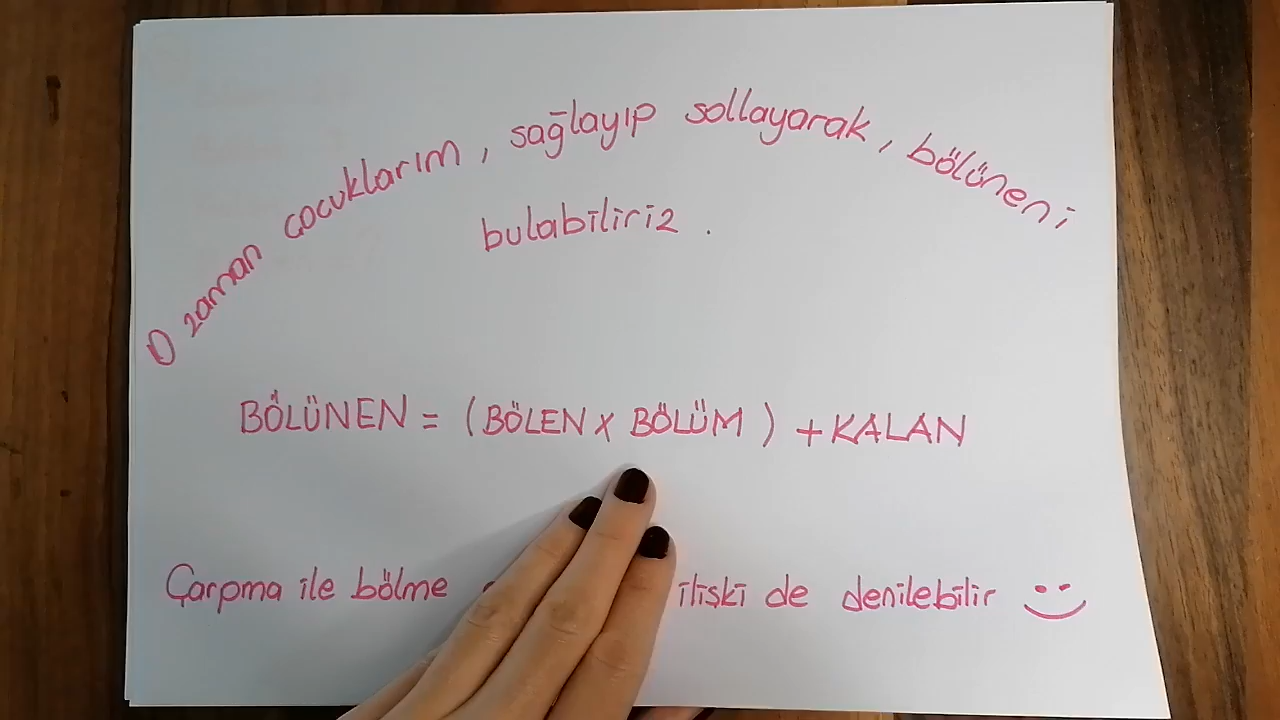 O zaman çocuklarım, sağlayıp sollayarak, bölüneni
bulabiliriz.
BÖLÜNEN = (BÖLEN x BÖLÜM) + KALAN
Çarpma ile bölme ilişki de denilebilir